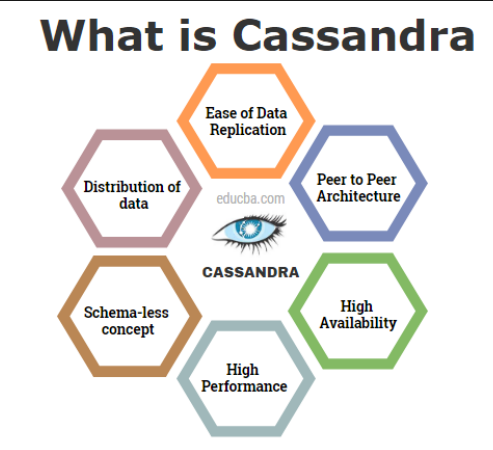 What is Cassandra
Ease of Data
Replication
Peer to Peer
Architecture
High
Availability
High
Performance
Schema-less
concept
Distribution of
data
educba.com
CASSANDRA